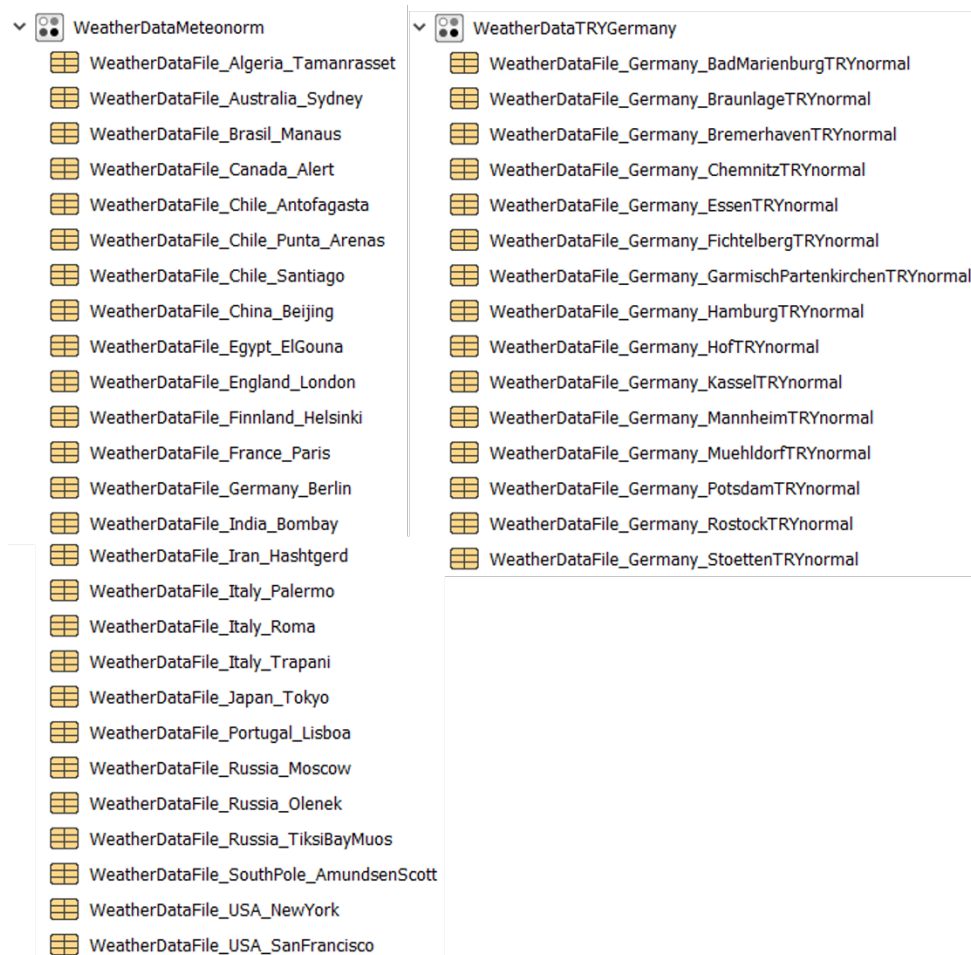 WeatherDataMeteonorm
WeatherDataFile_Algeria_Tamanrasset
WeatherDataFile_Australia_Sydney
WeatherDataFile_Brasil_Manaus
WeatherDataFile_Canada_Alert
WeatherDataFile_Chile_Antofagasta
WeatherDataFile_Chile_Punta_Arenas
WeatherDataFile_Chile_Santiago
WeatherDataFile_China_Beijing
WeatherDataFile_Egypt_ElGouna
WeatherDataFile_England_London
WeatherDataFile_Finnland_Helsinki
WeatherDataFile_France_Paris
WeatherDataFile_Germany_Berlin
WeatherDataFile_India_Bombay
WeatherDataFile_Iran_Hashtgerd
WeatherDataFile_Italy_Palermo
WeatherDataFile_Italy_Roma
WeatherDataFile_Italy_Trapani
WeatherDataFile_Japan_Tokyo
WeatherDataFile_Portugal_Lisboa
WeatherDataFile_Russia_Moscow
WeatherDataFile_Russia_Olenek
WeatherDataFile_Russia_TiksiBayMuos
WeatherDataFile_SouthPole_AmundsenScott
WeatherDataFile_USA_NewYork
WeatherDataFile_USA_SanFrancisco
WeatherDataTRYGermany
WeatherDataFile_Germany_BadMarienburgTRYnormal
WeatherDataFile_Germany_BraunlageTRYnormal
WeatherDataFile_Germany_BremerhavenTRYnormal
WeatherDataFile_Germany_ChemnitzTRYnormal
WeatherDataFile_Germany_EssenTRYnormal
WeatherDataFile_Germany_FichtelbergTRYnormal
WeatherDataFile_Germany_GarmischPartenkirchenTRYnormal
WeatherDataFile_Germany_HamburgTRYnormal
WeatherDataFile_Germany_HofTRYnormal
WeatherDataFile_Germany_KasselTRYnormal
WeatherDataFile_Germany_MannheimTRYnormal
WeatherDataFile_Germany_MuehldorfTRYnormal
WeatherDataFile_Germany_PotsdamTRYnormal
WeatherDataFile_Germany_RostockTRYnormal
WeatherDataFile_Germany_StoettenTRYnormal